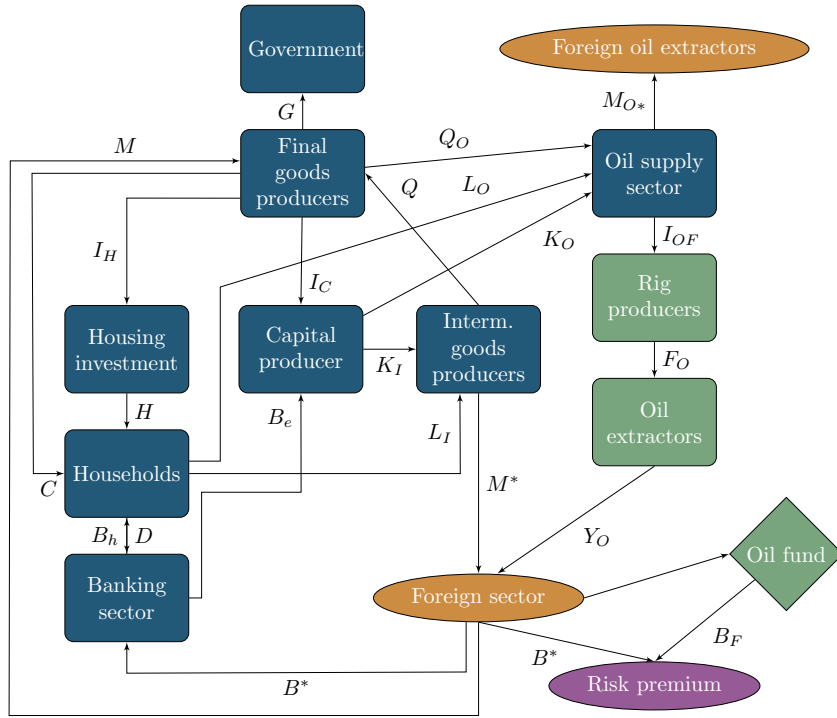 Government
Foreign oil extractors
G
M_{O*}
M
Final
goods
producers
Q_O
Q
L_O
Oil supply
sector
I_H
I_C
K_O
I_{OF}
Rig
producers
Housing
investment
Capital
producer
K_I
Interm.
goods
producers
F_O
H
B_e
L_I
Oil
extractors
Households
C
M^*
B_h
D
Y_O
Banking
sector
Foreign sector
Oil fund
B^*
B^*
B_F
Risk premium